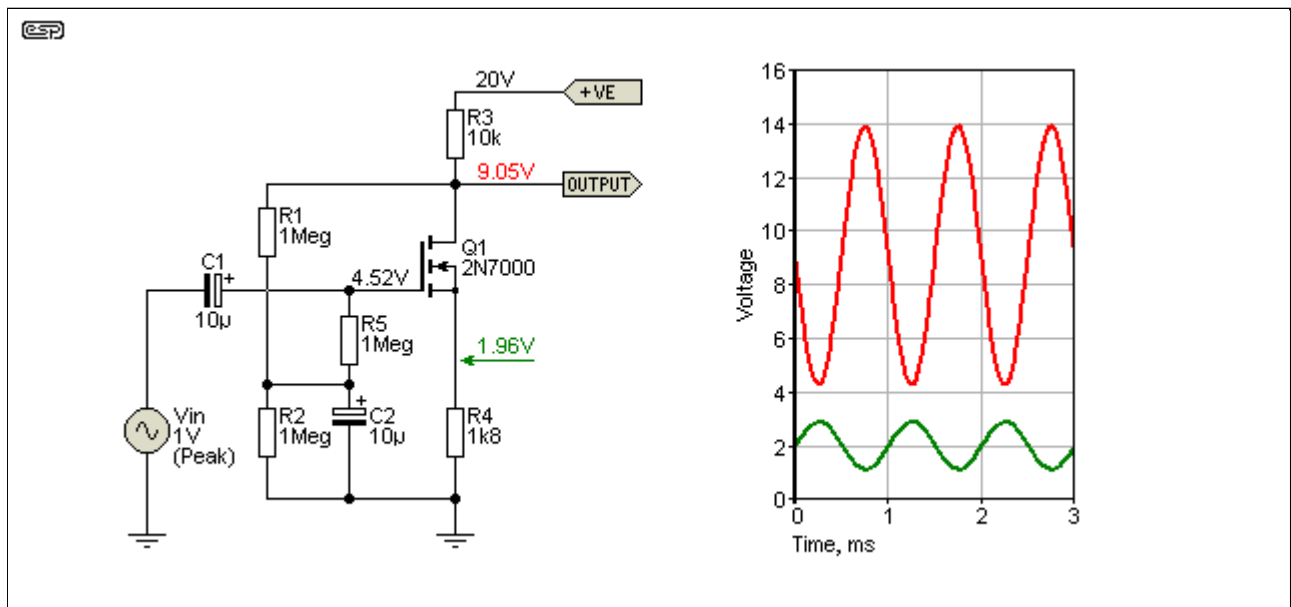 esp
20V
+VE
R3
10k
9.05V
OUTPUT
R1
1Meg
Q1
2N7000
C1
+
10µ
4.52V
R5
1Meg
1.96V
Vin
1V
(Peak)
R2
1Meg
+
C2
10µ
R4
1k8
Voltage
16
14
12
10
8
6
4
2
0
0
1
2
3
Time, ms